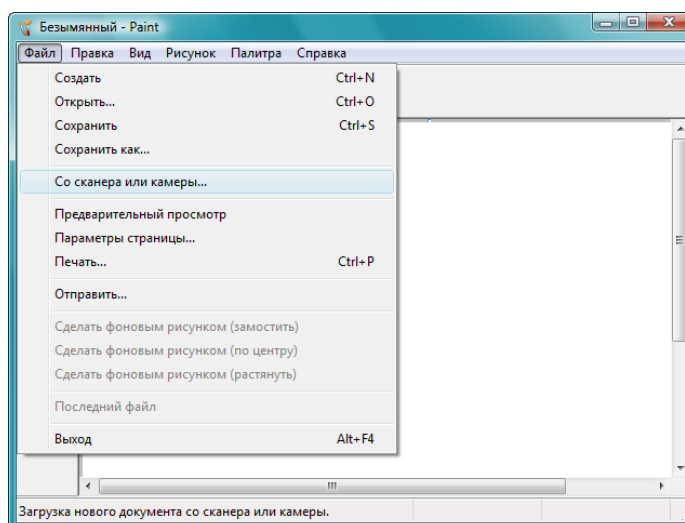 Безымянный - Paint
Файл Правка Вид Рисунок Палитра Справка
Создать Ctrl+N
Открыть... Ctrl+O
Сохранить Ctrl+S
Сохранить как...
Со сканера или камеры...
Предварительный просмотр
Параметры страницы...
Печать... Ctrl+P
Отправить...
Сделать фоновым рисунком (замостить)
Сделать фоновым рисунком (по центру)
Сделать фоновым рисунком (растянуть)
Последний файл
Выход Alt+F4
Загрузка нового документа со сканера или камеры.